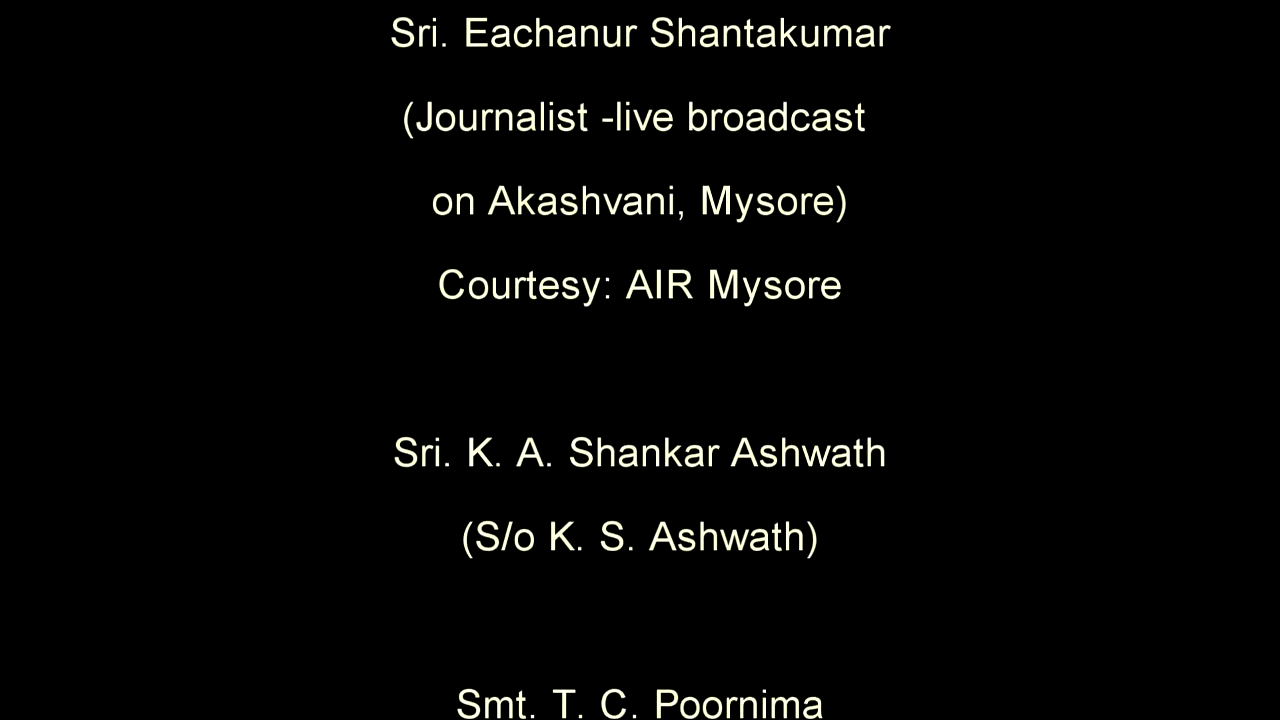 Sri. Eachanur Shantakumar
(Journalist -live broadcast
on Akashvani, Mysore)
Courtesy: AIR Mysore
Sri. K. A. Shankar Ashwath
(S/o K. S. Ashwath)
Smt. T. C. Poornima